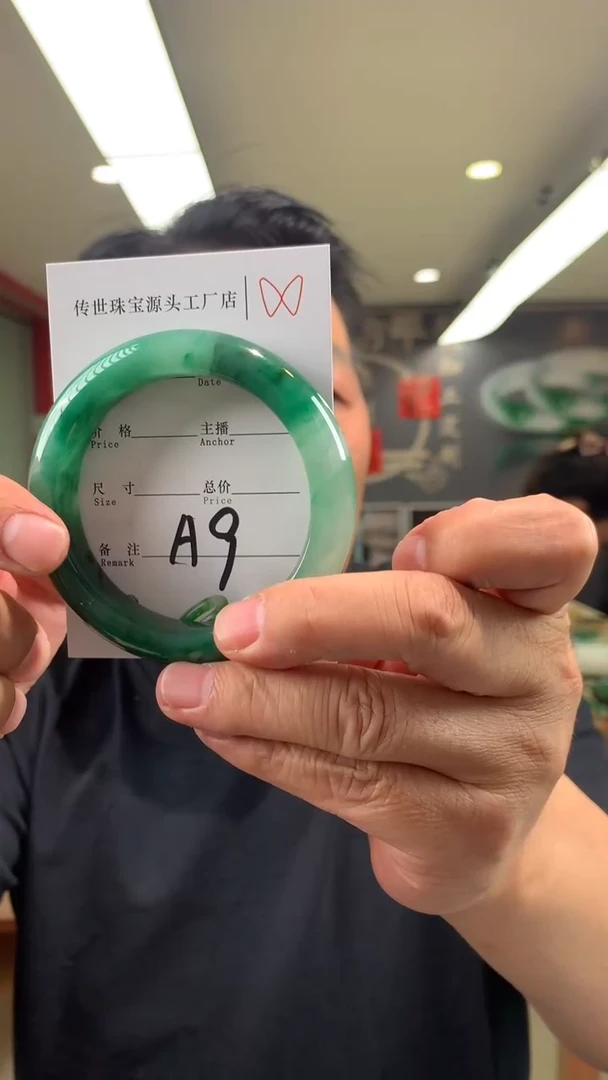 传世珠宝源头工厂店
Date
价 格 主播
Price Anchor
尺 寸 总价
Size Price
A9
备 注
Remark